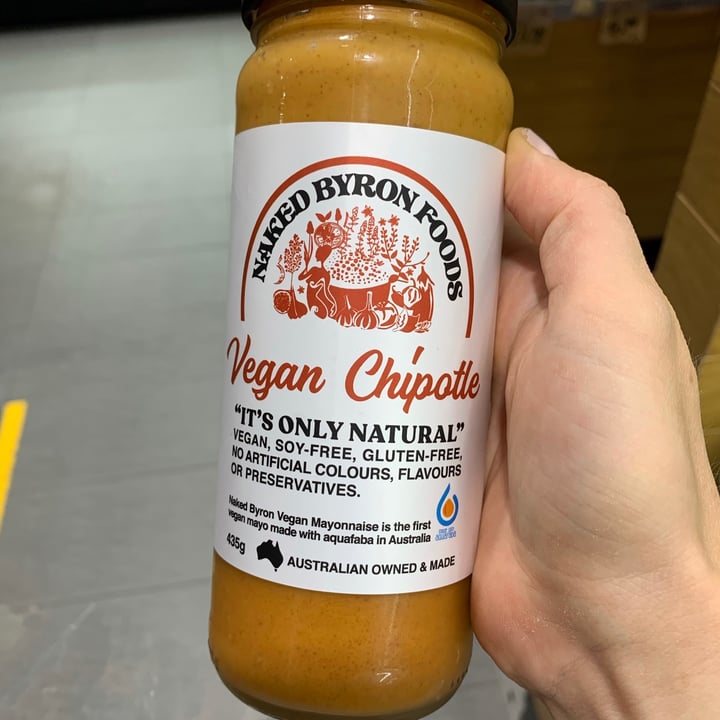 NAKED BYRON FOODS
Vegan Chipotle
"IT'S ONLY NATURAL"
VEGAN, SOY-FREE, GLUTEN-FREE,
NO ARTIFICIAL COLOURS, FLAVOURS
OR PRESERVATIVES.
Naked Byron Vegan Mayonnaise is the first
vegan mayo made with aquafaba in Australia
435g
AUSTRALIAN OWNED & MADE